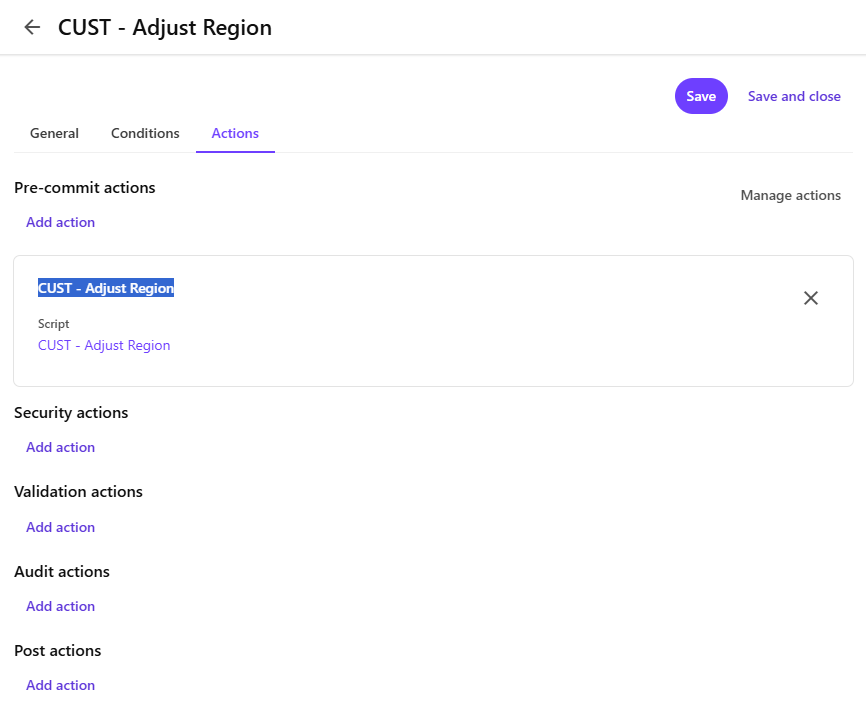 CUST - Adjust Region
Save
Save and close
General
Conditions
Actions
Pre-commit actions
Manage actions
Add action
CUST - Adjust Region
Script
CUST - Adjust Region
Security actions
Add action
Validation actions
Add action
Audit actions
Add action
Post actions
Add action